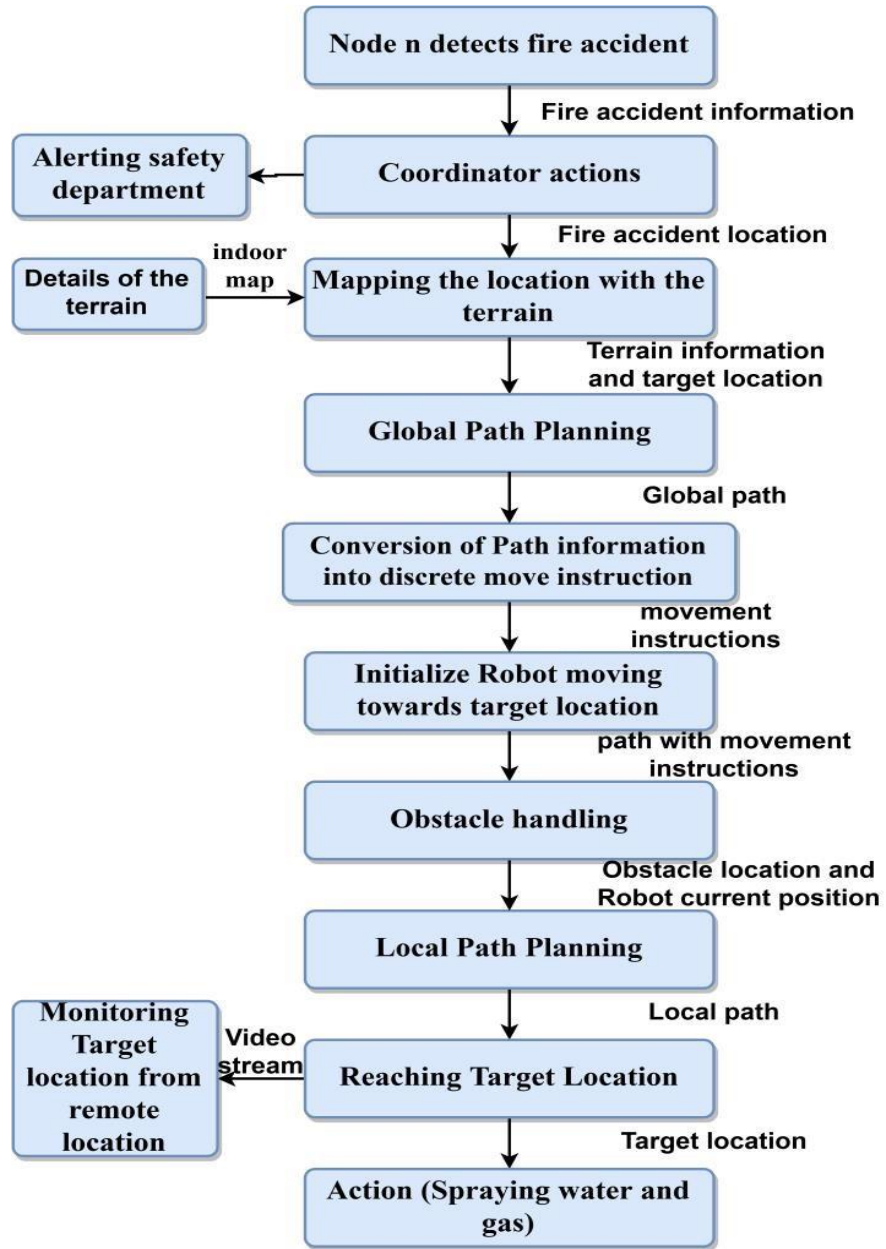 Node n detects fire accident
Fire accident information
Alerting safety
department
Coordinator actions
Fire accident location
indoor
map
Details of the
terrain
Mapping the location with the
terrain
Terrain information
and target location
Global Path Planning
Global path
Conversion of Path information
into discrete move instruction
movement
instructions
Initialize Robot moving
towards target location
path with movement
instructions
Obstacle handling
Obstacle location and
Robot current position
Local Path Planning
Local path
Monitoring
Target
location from
remote
location
Video
stream
Reaching Target Location
Target location
Action (Spraying water and
gas)